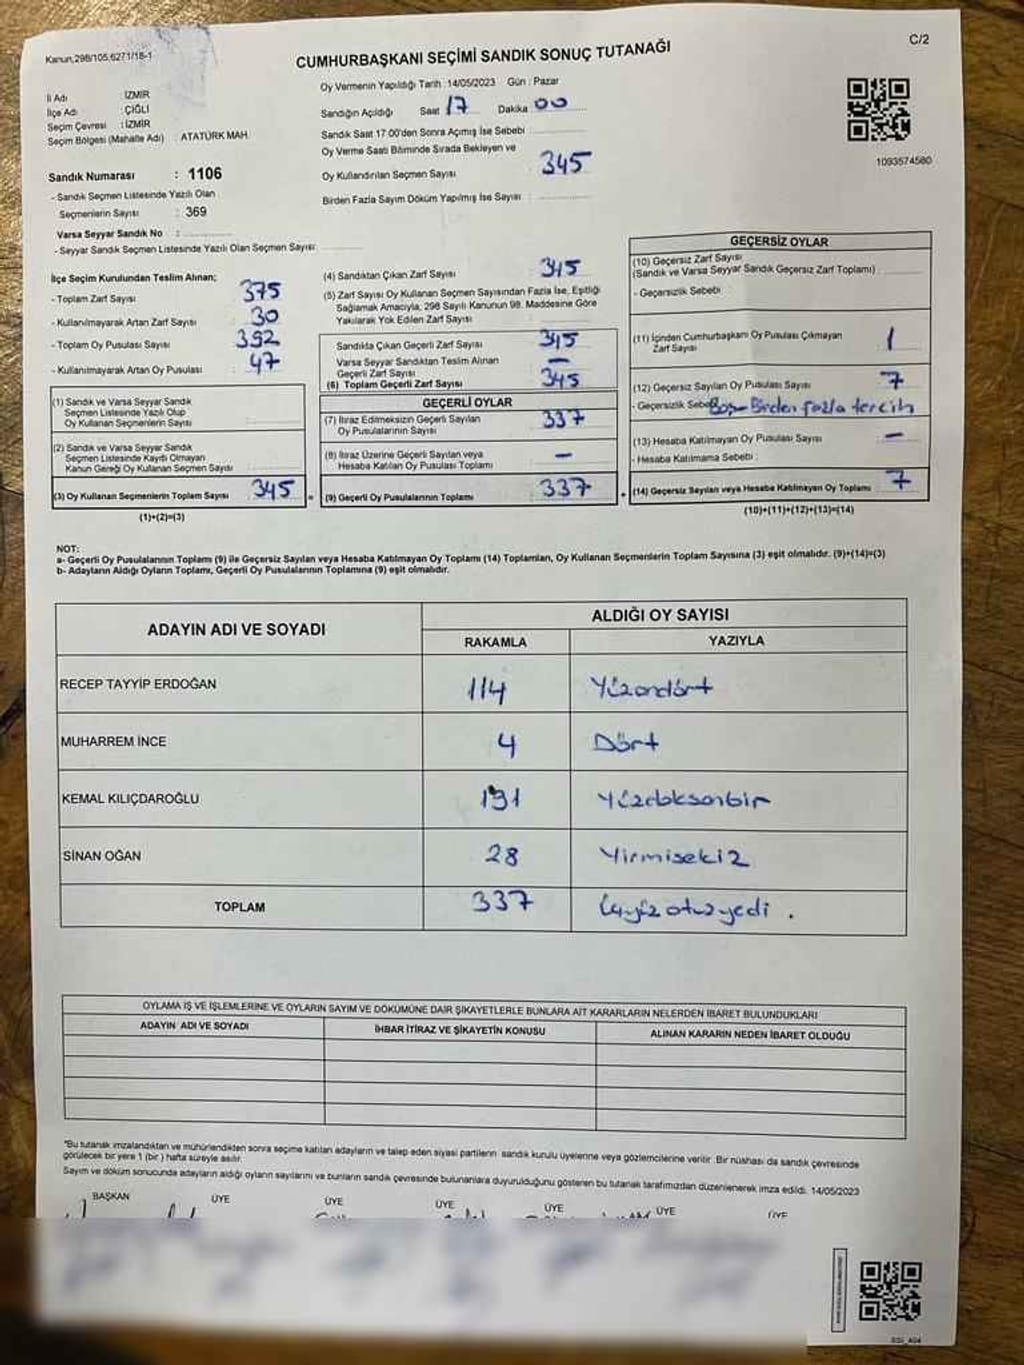 Kanun,298/105,6271/18-1
CUMHURBAŞKANI SEÇİMİ SANDIK SONUÇ TUTANAĞI
C/2
İl Adı : İZMİR
İlçe Adı : ÇİĞLİ
Seçim Çevresi : İZMİR
Seçim Bölgesi (Mahalle Adı) : ATATÜRK MAH.
Oy Vermenin Yapıldığı Tarih : 14/05/2023 Gün : Pazar
Sandığın Açıldığı Saat 17 Dakika 00
Sandık Saat 17:00'den Sonra Açılmış İse Sebebi
Oy Verme Saati Bitiminde Sırada Bekleyen ve
Oy Kullandırılan Seçmen Sayısı 345
Birden Fazla Sayım Döküm Yapılmış İse Sayısı
1093574580
Sandık Numarası : 1106
- Sandık Seçmen Listesinde Yazılı Olan
Seçmenlerin Sayısı : 369
Varsa Seyyar Sandık No :
- Seyyar Sandık Seçmen Listesinde Yazılı Olan Seçmen Sayısı
İlçe Seçim Kurulundan Teslim Alınan;
- Toplam Zarf Sayısı 375
- Kullanılmayarak Artan Zarf Sayısı 30
- Toplam Oy Pusulası Sayısı 392
- Kullanılmayarak Artan Oy Pusulası 47
(1) Sandık ve Varsa Seyyar Sandık
Seçmen Listesinde Yazılı Olup
Oy Kullanan Seçmenlerin Sayısı
(2) Sandık ve Varsa Seyyar Sandık
Seçmen Listesinde Kaydı Olmayan
Kanun Gereği Oy Kullanan Seçmen Sayısı
(3) Oy Kullanan Seçmenlerin Toplam Sayısı 345 =
(1)+(2)=(3)
(4) Sandıktan Çıkan Zarf Sayısı 345
(5) Zarf Sayısı Oy Kullanan Seçmen Sayısından Fazla İse, Eşitliği
Sağlamak Amacıyla, 298 Sayılı Kanunun 98. Maddesine Göre
Yakılarak Yok Edilen Zarf Sayısı
Sandıkta Çıkan Geçerli Zarf Sayısı 345
Varsa Seyyar Sandıktan Teslim Alınan
Geçerli Zarf Sayısı —
(6) Toplam Geçerli Zarf Sayısı 345
GEÇERLİ OYLAR
(7) İtiraz Edilmeksizin Geçerli Sayılan
Oy Pusulalarının Sayısı 337
(8) İtiraz Üzerine Geçerli Sayılan veya
Hesaba Katılan Oy Pusulası Toplamı —
(9) Geçerli Oy Pusulalarının Toplamı 337 +
GEÇERSİZ OYLAR
(10) Geçersiz Zarf Sayısı
(Sandık ve Varsa Seyyar Sandık Geçersiz Zarf Toplamı)
- Geçersizlik Sebebi :
(11) İçinden Cumhurbaşkanı Oy Pusulası Çıkmayan
Zarf Sayısı 1
(12) Geçersiz Sayılan Oy Pusulası Sayısı 7
- Geçersizlik Sebebi Boş - Birden fazla tercih
(13) Hesaba Katılmayan Oy Pusulası Sayısı —
- Hesaba Katılmama Sebebi :
(14) Geçersiz Sayılan veya Hesaba Katılmayan Oy Toplamı 7
(10)+(11)+(12)+(13)=(14)
NOT:
a- Geçerli Oy Pusulalarının Toplamı (9) ile Geçersiz Sayılan veya Hesaba Katılmayan Oy Toplamı (14) Toplamları, Oy Kullanan Seçmenlerin Toplam Sayısına (3) eşit olmalıdır. (9)+(14)=(3)
b- Adayların Aldığı Oyların Toplamı, Geçerli Oy Pusulalarının Toplamına (9) eşit olmalıdır.
ADAYIN ADI VE SOYADI
ALDIĞI OY SAYISI
RAKAMLA YAZIYLA
RECEP TAYYİP ERDOĞAN 114 Yüzondört
MUHARREM İNCE 4 Dört
KEMAL KILIÇDAROĞLU 191 Yüzdoksanbir
SİNAN OĞAN 28 Yirmisekiz
TOPLAM 337 Üçyüzotuzyedi .
OYLAMA İŞ VE İŞLEMLERİNE VE OYLARIN SAYIM VE DÖKÜMÜNE DAİR ŞİKAYETLERLE BUNLARA AİT KARARLARIN NELERDEN İBARET BULUNDUKLARI
ADAYIN ADI VE SOYADI İHBAR İTİRAZ VE ŞİKAYETİN KONUSU ALINAN KARARIN NEDEN İBARET OLDUĞU
*Bu tutanak imzalandıktan ve mühürlendikten sonra seçime katılan adayların ve talep eden siyasi partilerin sandık kurulu üyelerine veya gözlemcilerine verilir. Bir nüshası da sandık çevresinde
görülecek bir yere 1 (bir) hafta süreyle asılır.
Sayım ve döküm sonucunda adayların aldığı oyların sayılarını ve bunların sandık çevresinde bulunanlara duyurulduğunu gösteren bu tutanak tarafımızdan düzenlenerek imza edildi. 14/05/2023
BAŞKAN ÜYE ÜYE ÜYE ÜYE ÜYE ÜYE